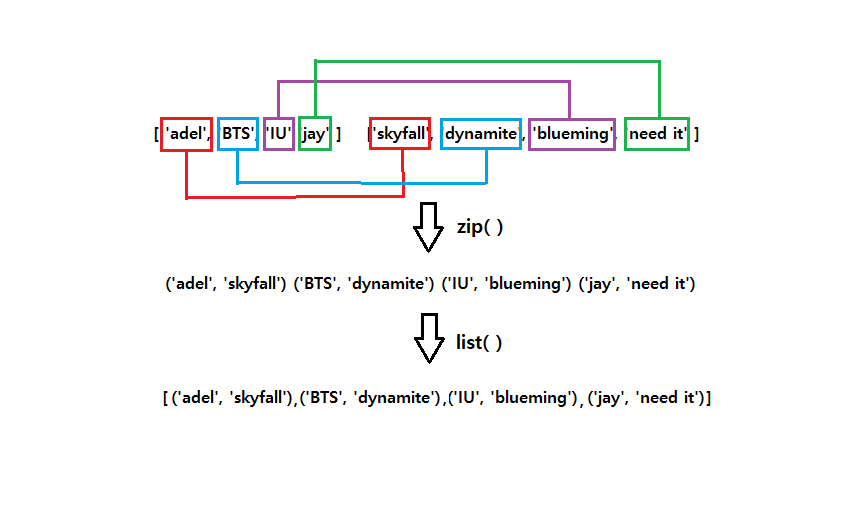 [ 'adel', 'BTS', 'IU' jay' ] ['skyfall', 'dynamite', 'blueming', 'need it' ]
zip( )
('adel', 'skyfall') ('BTS', 'dynamite') ('IU', 'blueming') ('jay', 'need it')
list( )
[ ('adel', 'skyfall'),('BTS', 'dynamite'),('IU', 'blueming'), ('jay', 'need it')]